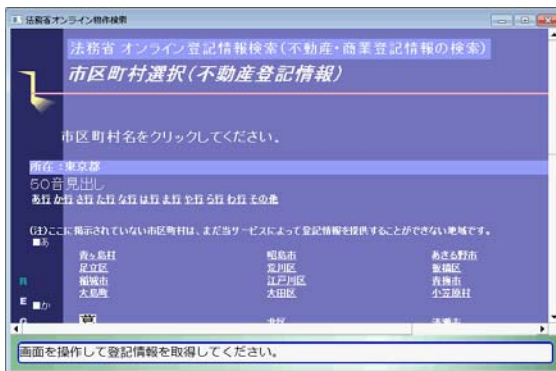 法務省オンライン物件検索
法務省 オンライン登記情報検索(不動産・商業登記情報の検索)
市区町村選択(不動産登記情報)
市区町村名をクリックしてください。
所在:東京都
50音見出し
あ行 か行 さ行 た行 な行 は行 ま行 や行 ら行 わ行 その他
(注)ここに掲示されていない市区町村は、まだ当サービスによって登記情報を提供することができない地域です。
■あ
青ヶ島村 昭島市 あきる野市
足立区 荒川区 板橋区
稲城市 江戸川区 青梅市
大島町 大田区 小笠原村
R
E
■か
葛 北区 清瀬市
画面を操作して登記情報を取得してください。